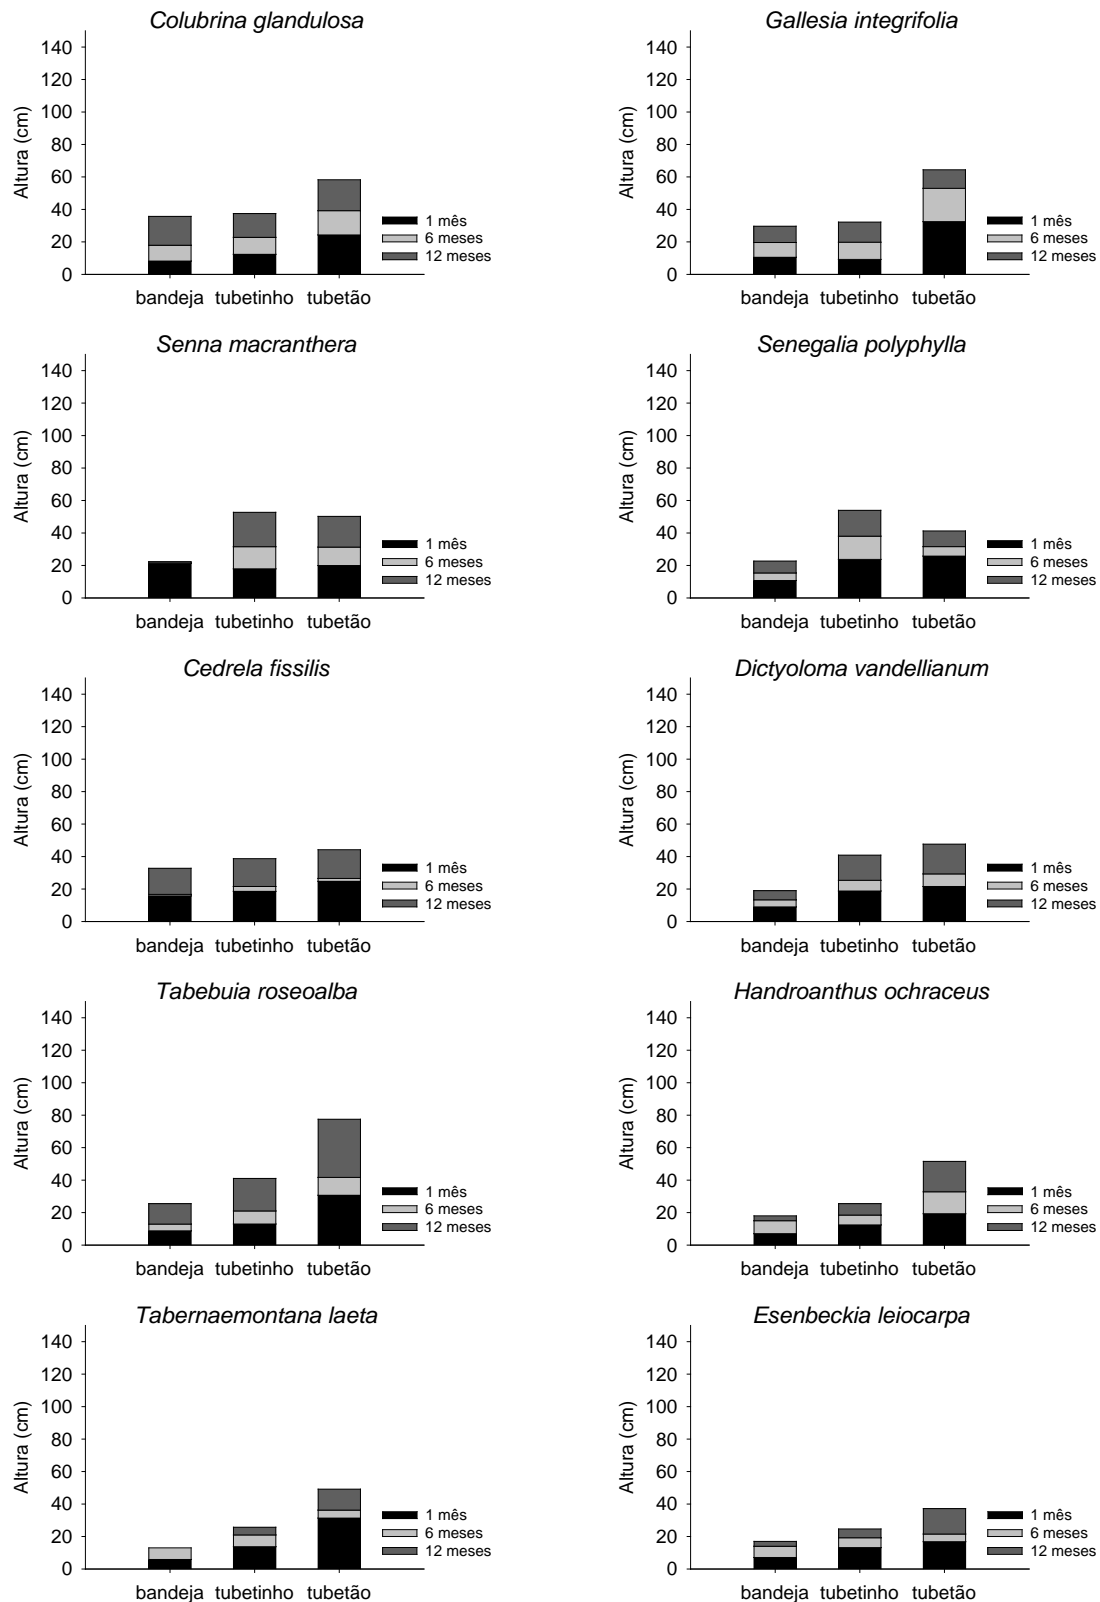 Colubrina glandulosa
Altura (cm)
140
120
100
80
60
40
20
0
bandeja tubetinho tubetão
1 mês
6 meses
12 meses
Gallesia integrifolia
Altura (cm)
140
120
100
80
60
40
20
0
bandeja tubetinho tubetão
1 mês
6 meses
12 meses
Senna macranthera
Altura (cm)
140
120
100
80
60
40
20
0
bandeja tubetinho tubetão
1 mês
6 meses
12 meses
Senegalia polyphylla
Altura (cm)
140
120
100
80
60
40
20
0
bandeja tubetinho tubetão
1 mês
6 meses
12 meses
Cedrela fissilis
Altura (cm)
140
120
100
80
60
40
20
0
bandeja tubetinho tubetão
1 mês
6 meses
12 meses
Dictyoloma vandellianum
Altura (cm)
140
120
100
80
60
40
20
0
bandeja tubetinho tubetão
1 mês
6 meses
12 meses
Tabebuia roseoalba
Altura (cm)
140
120
100
80
60
40
20
0
bandeja tubetinho tubetão
1 mês
6 meses
12 meses
Handroanthus ochraceus
Altura (cm)
140
120
100
80
60
40
20
0
bandeja tubetinho tubetão
1 mês
6 meses
12 meses
Tabernaemontana laeta
Altura (cm)
140
120
100
80
60
40
20
0
bandeja tubetinho tubetão
1 mês
6 meses
12 meses
Esenbeckia leiocarpa
Altura (cm)
140
120
100
80
60
40
20
0
bandeja tubetinho tubetão
1 mês
6 meses
12 meses